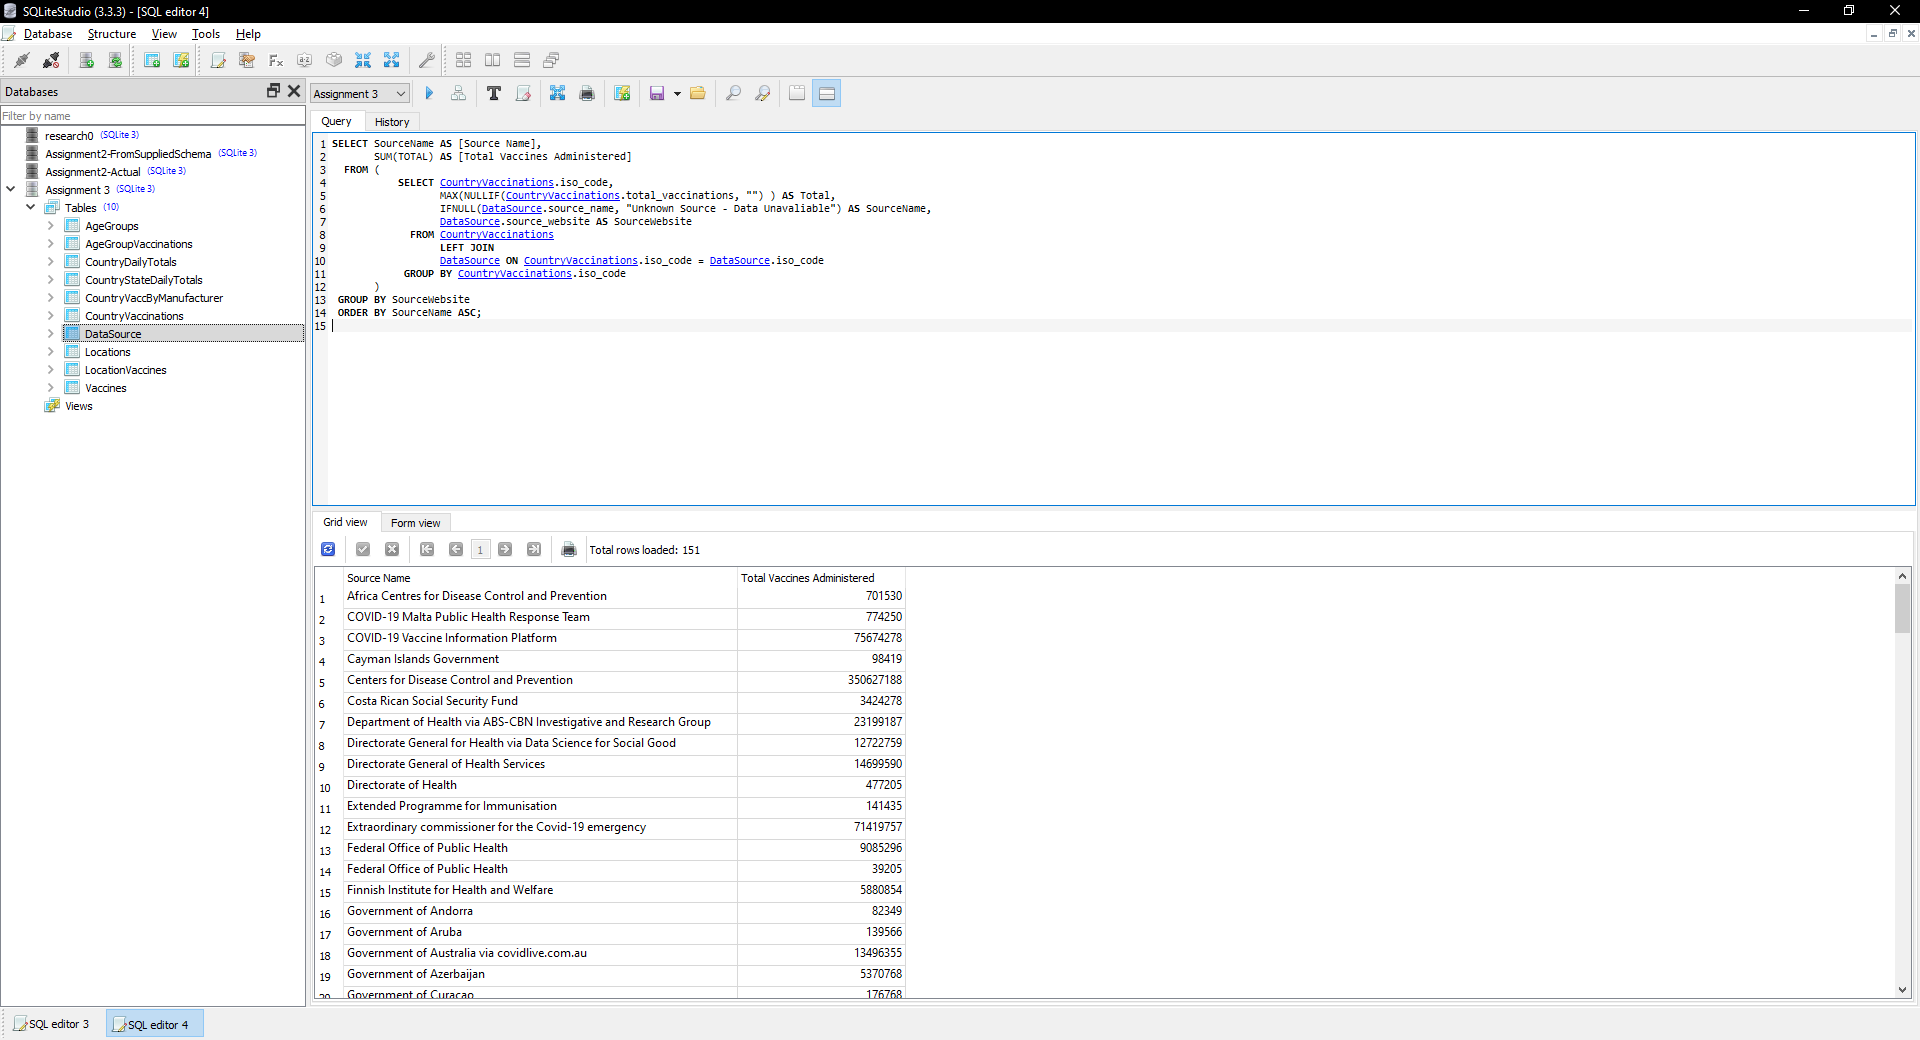 SQLiteStudio (3.3.3) - [SQL editor 4]
Database Structure View Tools Help
Databases
Filter by name
research0 (SQLite 3)
Assignment2-FromSuppliedSchema (SQLite 3)
Assignment2-Actual (SQLite 3)
Assignment 3 (SQLite 3)
Tables (10)
AgeGroups
AgeGroupVaccinations
CountryDailyTotals
CountryStateDailyTotals
CountryVaccByManufacturer
CountryVaccinations
DataSource
Locations
LocationVaccines
Vaccines
Views
Assignment 3
Query History
1 SELECT SourceName AS [Source Name],
2 SUM(TOTAL) AS [Total Vaccines Administered]
3 FROM (
4 SELECT CountryVaccinations.iso_code,
5 MAX(NULLIF(CountryVaccinations.total_vaccinations, "") ) AS Total,
6 IFNULL(DataSource.source_name, "Unknown Source - Data Unavaliable") AS SourceName,
7 DataSource.source_website AS SourceWebsite
8 FROM CountryVaccinations
9 LEFT JOIN
10 DataSource ON CountryVaccinations.iso_code = DataSource.iso_code
11 GROUP BY CountryVaccinations.iso_code
12 )
13 GROUP BY SourceWebsite
14 ORDER BY SourceName ASC;
15
Grid view Form view
1 Total rows loaded: 151
Source Name Total Vaccines Administered
1 Africa Centres for Disease Control and Prevention 701530
2 COVID-19 Malta Public Health Response Team 774250
3 COVID-19 Vaccine Information Platform 75674278
4 Cayman Islands Government 98419
5 Centers for Disease Control and Prevention 350627188
6 Costa Rican Social Security Fund 3424278
7 Department of Health via ABS-CBN Investigative and Research Group 23199187
8 Directorate General for Health via Data Science for Social Good 12722759
9 Directorate General of Health Services 14699590
10 Directorate of Health 477205
11 Extended Programme for Immunisation 141435
12 Extraordinary commissioner for the Covid-19 emergency 71419757
13 Federal Office of Public Health 9085296
14 Federal Office of Public Health 39205
15 Finnish Institute for Health and Welfare 5880854
16 Government of Andorra 82349
17 Government of Aruba 139566
18 Government of Australia via covidlive.com.au 13496355
19 Government of Azerbaijan 5370768
20 Government of Curacao 176768
SQL editor 3 SQL editor 4